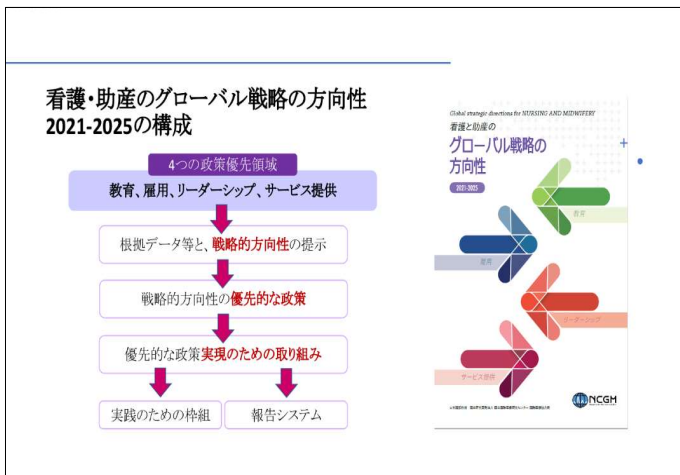 看護・助産のグローバル戦略の方向性
2021-2025の構成
4つの政策優先領域
教育、雇用、リーダーシップ、サービス提供
根拠データ等と、戦略的方向性の提示
戦略的方向性の優先的な政策
優先的な政策実現のための取り組み
実践のための枠組
報告システム
Global strategic directions for NURSING AND MIDWIFERY
看護と助産の
グローバル戦略の
方向性
2021-2025
教育
雇用
リーダーシップ
サービス提供
NCGM